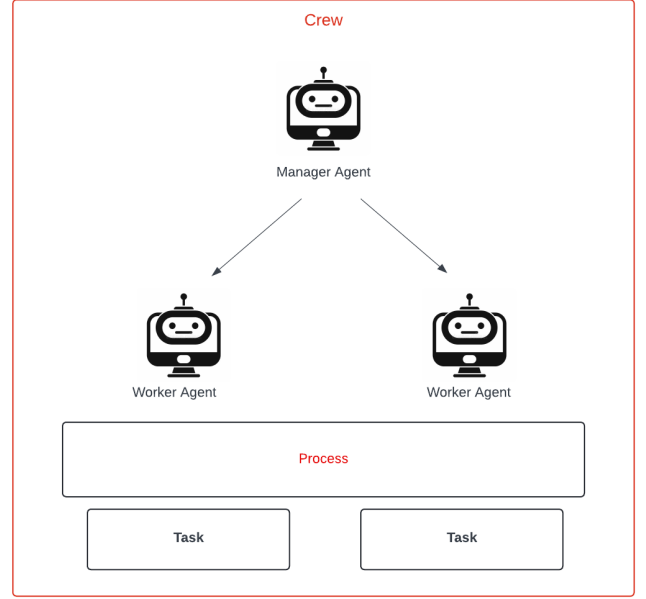 Crew
Manager Agent
Worker Agent
Worker Agent
Process
Task
Task